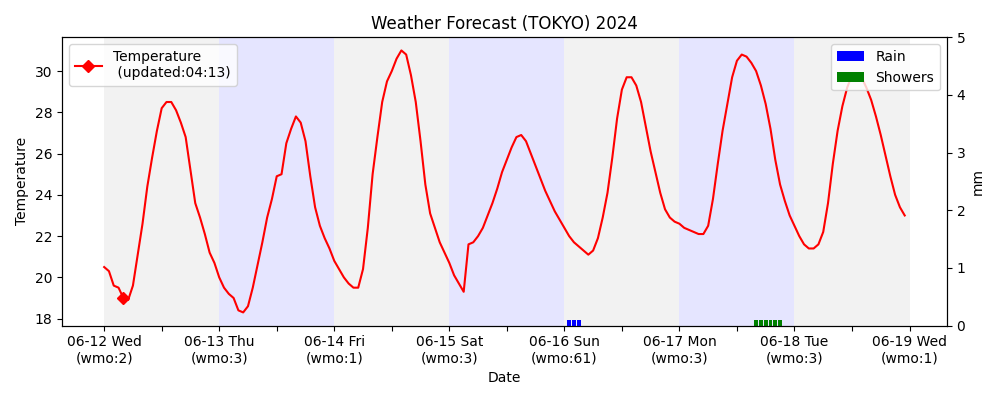 Weather Forecast (TOKYO) 2024
Temperature
(updated:04:13)
Rain
Showers
Temperature
30
28
26
24
22
20
18
5
4
3
2
1
0
mm
06-12 Wed
(wmo:2)
06-13 Thu
(wmo:3)
06-14 Fri
(wmo:1)
06-15 Sat
(wmo:3)
06-16 Sun
(wmo:61)
06-17 Mon
(wmo:3)
06-18 Tue
(wmo:3)
06-19 Wed
(wmo:1)
Date